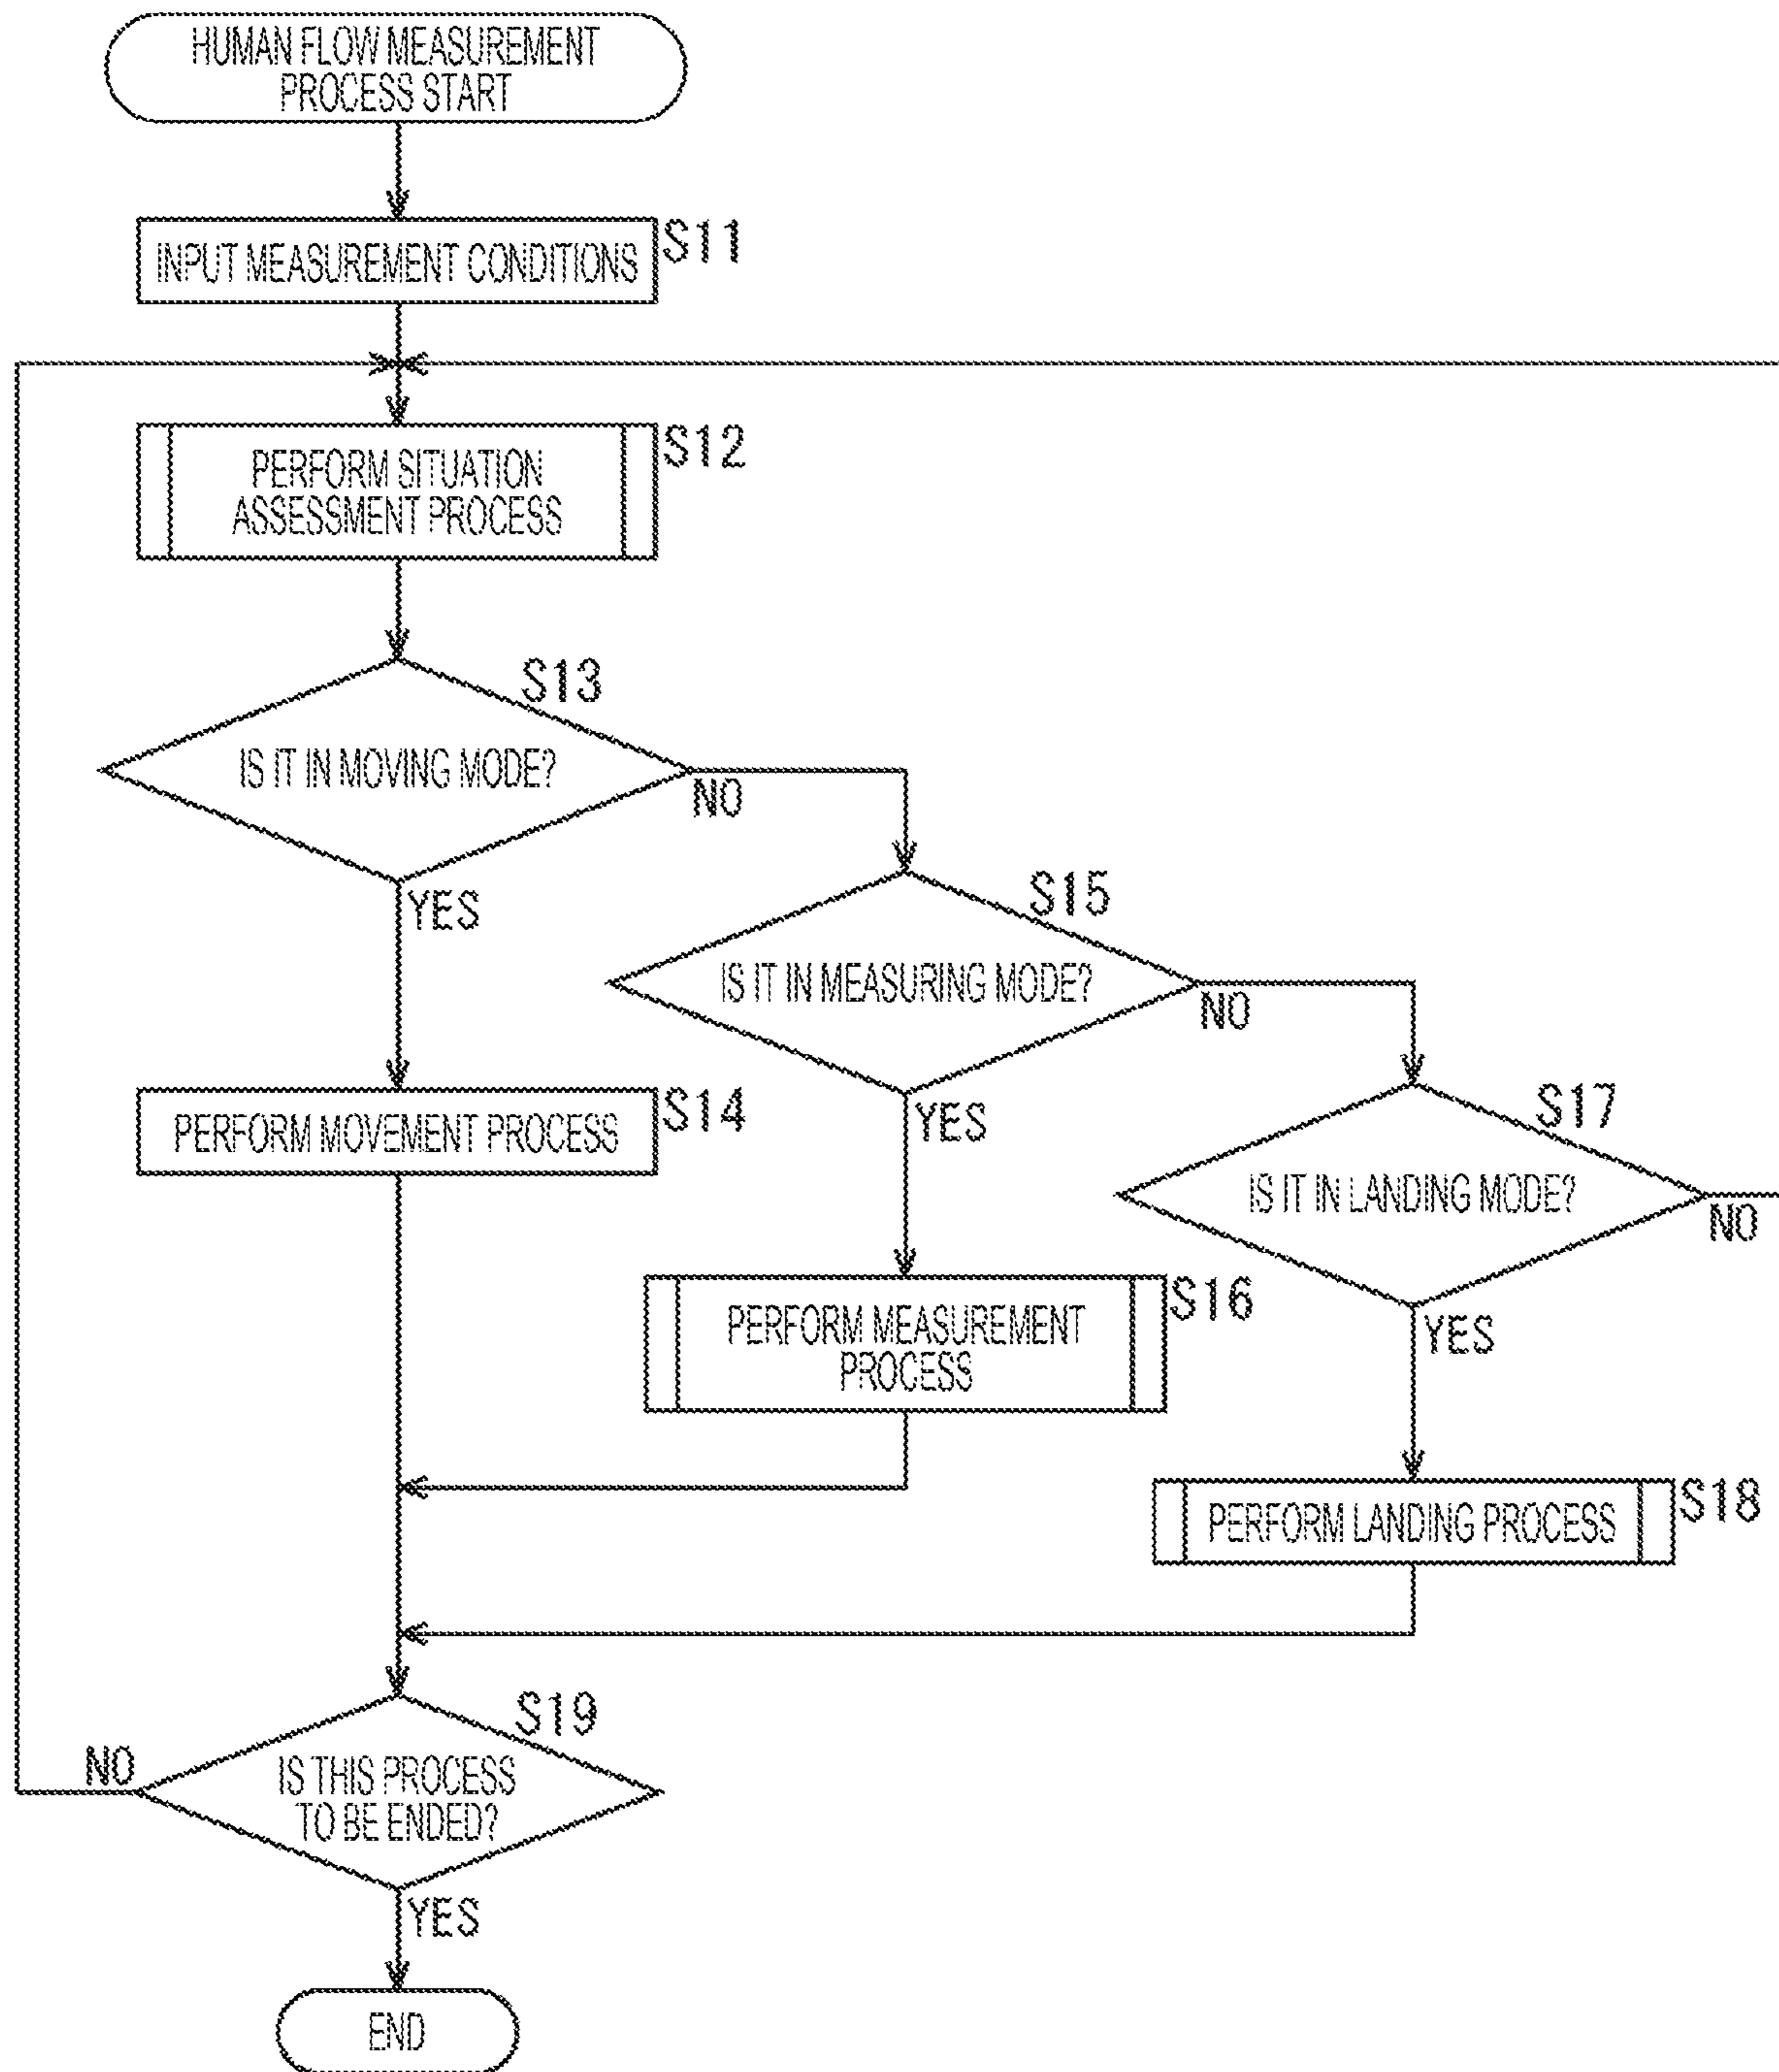 HUMAN FLOW MEASUREMENT
PROCESS START
INPUT MEASUREMENT CONDITIONS
S11
PERFORM SITUATION
ASSESSMENT PROCESS
S12
S13
IS IT IN MOVING MODE?
NO
YES
S15
IS IT IN MEASURING MODE?
NO
YES
PERFORM MOVEMENT PROCESS
S14
S17
IS IT IN LANDING MODE?
NO
YES
PERFORM MEASUREMENT
PROCESS
S16
PERFORM LANDING PROCESS
S18
S19
IS THIS PROCESS
TO BE ENDED?
NO
YES
END